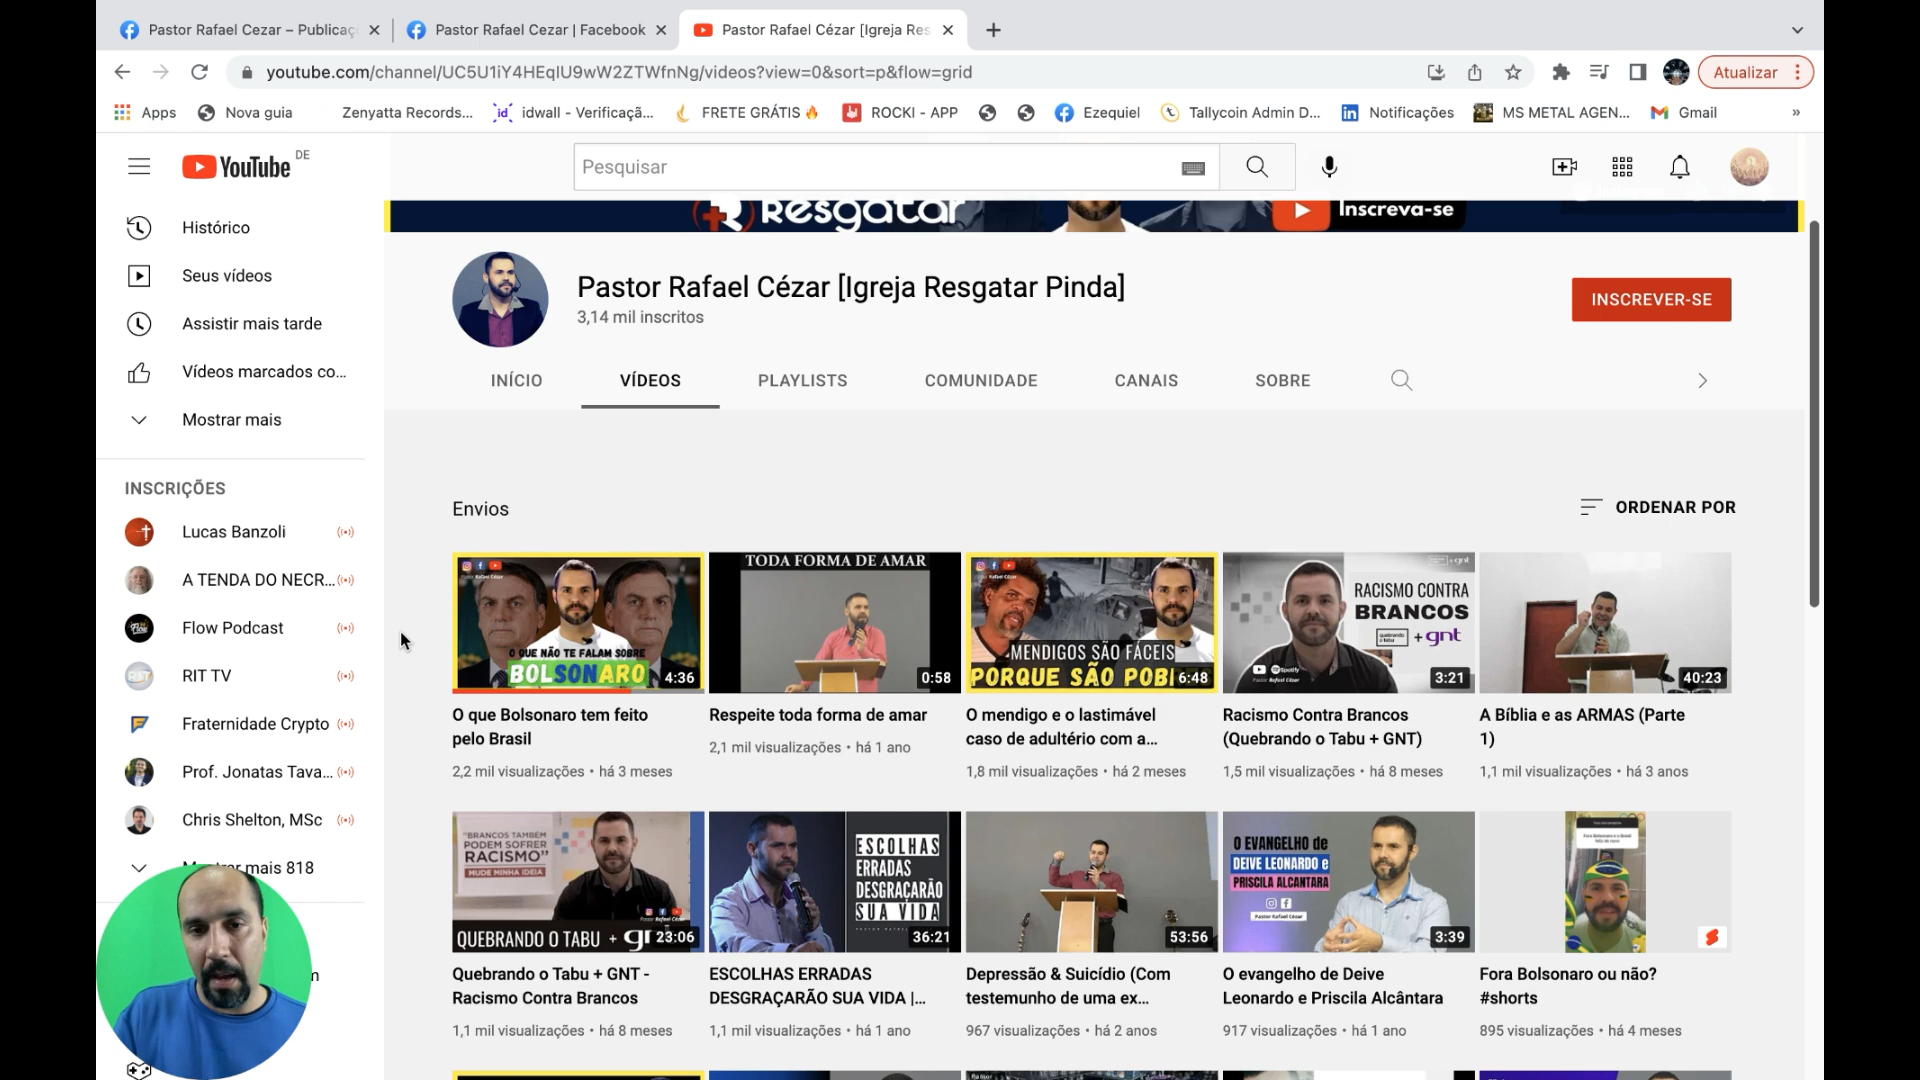 Pastor Rafael Cezar – Publicaç
Pastor Rafael Cezar | Facebook
Pastor Rafael Cézar [Igreja Res
youtube.com/channel/UC5U1iY4HEqIU9wW2ZTWfnNg/videos?view=0&sort=p&flow=grid
Atualizar
Apps
Nova guia
Zenyatta Records...
idwall - Verificaçã...
FRETE GRÁTIS
ROCKI - APP
Ezequiel
Tallycoin Admin D...
Notificações
MS METAL AGEN...
Gmail
»
YouTube DE
Pesquisar
Resgatar
Inscreva-se
Histórico
Seus vídeos
Assistir mais tarde
Vídeos marcados co...
Mostrar mais
INSCRIÇÕES
Lucas Banzoli
A TENDA DO NECR...
Flow Podcast
RIT TV
Fraternidade Crypto
Prof. Jonatas Tava...
Chris Shelton, MSc
mais 818
Pastor Rafael Cézar [Igreja Resgatar Pinda]
3,14 mil inscritos
INSCREVER-SE
INÍCIO
VÍDEOS
PLAYLISTS
COMUNIDADE
CANAIS
SOBRE
Envios
ORDENAR POR
O QUE NÃO TE FALAM SOBRE
BOLSONARO
4:36
O que Bolsonaro tem feito
pelo Brasil
2,2 mil visualizações • há 3 meses
TODA FORMA DE AMAR
0:58
Respeite toda forma de amar
2,1 mil visualizações • há 1 ano
MENDIGOS SÃO FÁCEIS
PORQUE SÃO POB
6:48
O mendigo e o lastimável
caso de adultério com a...
1,8 mil visualizações • há 2 meses
RACISMO CONTRA
BRANCOS
quebrando o tabu + gnt
3:21
Racismo Contra Brancos
(Quebrando o Tabu + GNT)
1,5 mil visualizações • há 8 meses
40:23
A Bíblia e as ARMAS (Parte
1)
1,1 mil visualizações • há 3 anos
"BRANCOS TAMBÉM
PODEM SOFRER
RACISMO"
MUDE MINHA IDEIA
QUEBRANDO O TABU +
23:06
Quebrando o Tabu + GNT -
Racismo Contra Brancos
1,1 mil visualizações • há 8 meses
ESCOLHAS
ERRADAS
DESGRAÇARÃO
SUA VIDA
36:21
ESCOLHAS ERRADAS
DESGRAÇARÃO SUA VIDA |...
1,1 mil visualizações • há 1 ano
53:56
Depressão & Suicídio (Com
testemunho de uma ex...
967 visualizações • há 2 anos
O EVANGELHO de
DEIVE LEONARDO e
PRISCILA ALCANTARA
Pastor Rafael Cézar
3:39
O evangelho de Deive
Leonardo e Priscila Alcântara
917 visualizações • há 1 ano
Fora Bolsonaro ou não?
#shorts
895 visualizações • há 4 meses